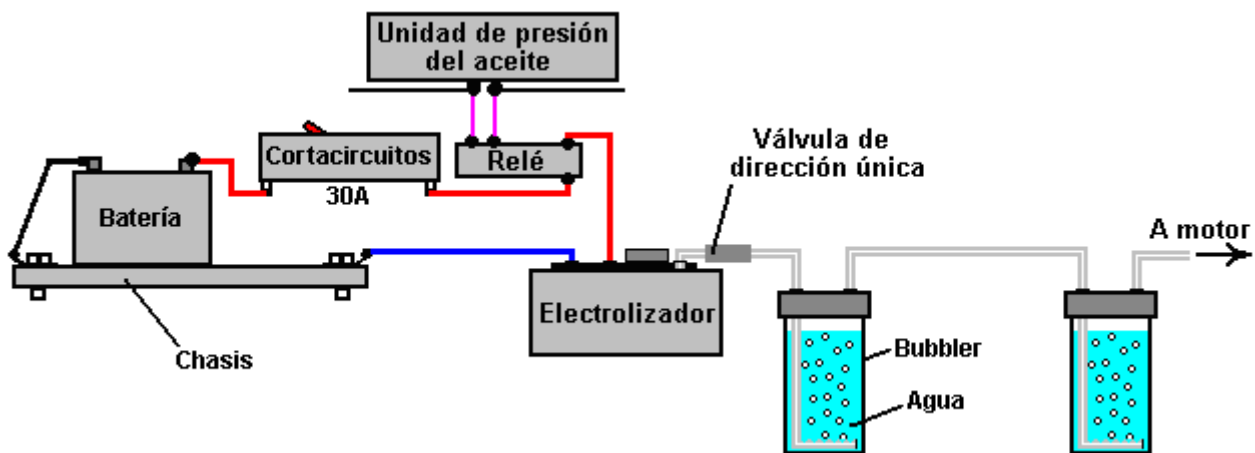 Unidad de presión
del aceite
Cortacircuitos
30A
Relé
Batería
Válvula de
dirección única
A motor
Electrolizador
Chasis
Bubbler
Agua